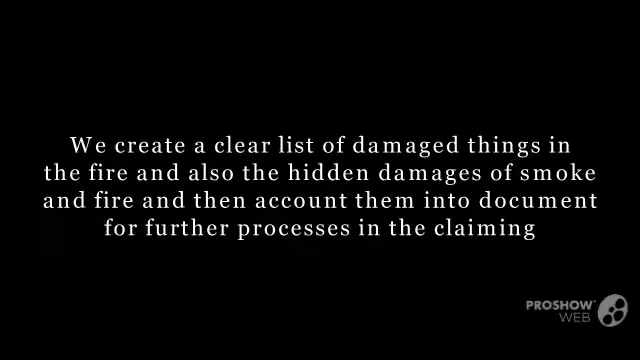 We create a clear list of damaged things in
the fire and also the hidden damages of smoke
and fire and then account them into document
for further processes in the claiming
PROSHOW
WEB